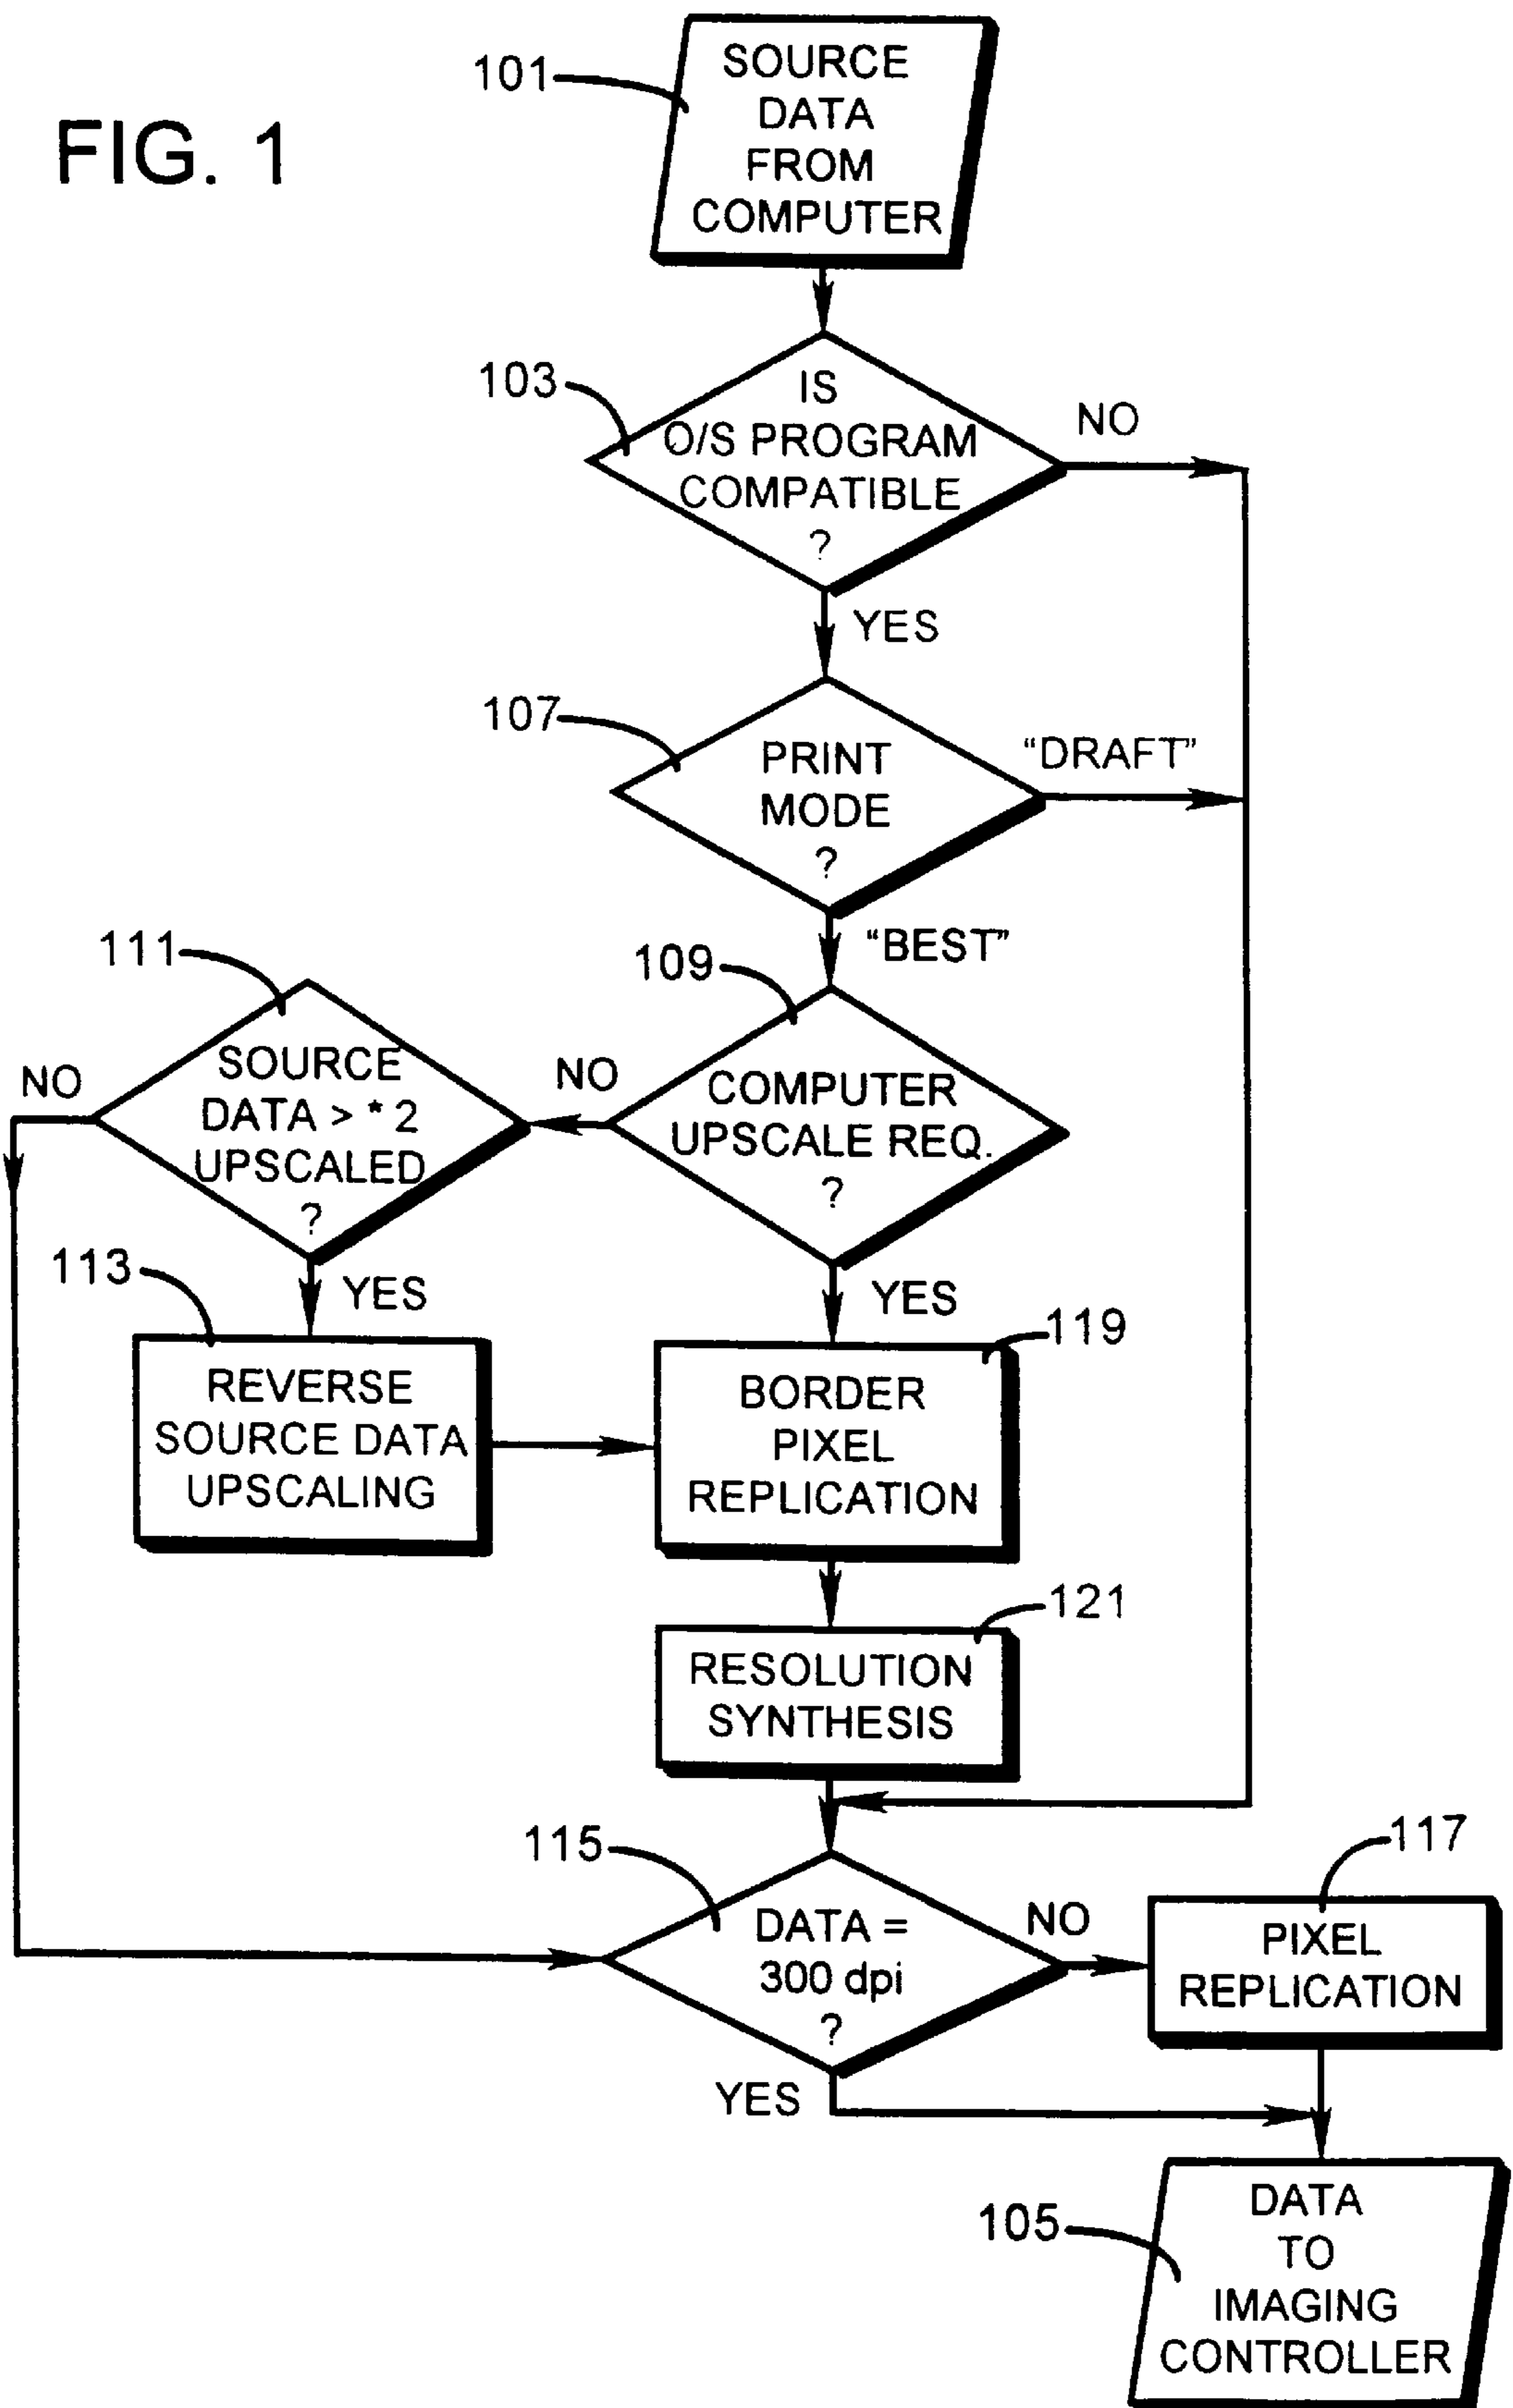 FIG. 1
101
SOURCE
DATA
FROM
COMPUTER
103
IS
O/S PROGRAM
COMPATIBLE
?
NO
YES
107
PRINT
MODE
?
“DRAFT”
“BEST”
109
COMPUTER
UPSCALE REQ.
?
NO
YES
111
SOURCE
DATA > * 2
UPSCALED
?
NO
YES
113
REVERSE
SOURCE DATA
UPSCALING
119
BORDER
PIXEL
REPLICATION
121
RESOLUTION
SYNTHESIS
115
DATA =
300 dpi
?
NO
YES
117
PIXEL
REPLICATION
105
DATA
TO
IMAGING
CONTROLLER